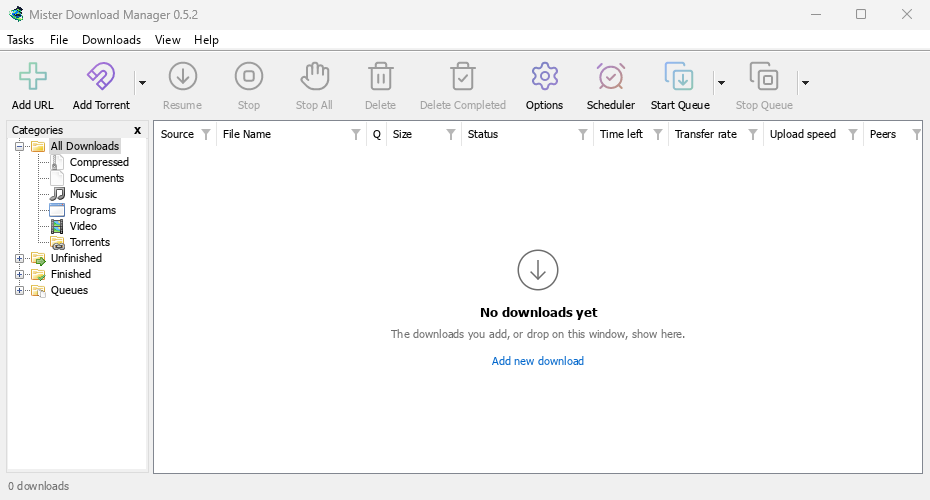 Mister Download Manager 0.5.2
Tasks File Downloads View Help
Add URL Add Torrent Resume Stop Stop All Delete Delete Completed Options Scheduler Start Queue Stop Queue
Categories x
Source File Name Q Size Status Time left Transfer rate Upload speed Peers
All Downloads
Compressed
Documents
Music
Programs
Video
Torrents
Unfinished
Finished
Queues
No downloads yet
The downloads you add, or drop on this window, show here.
Add new download
0 downloads